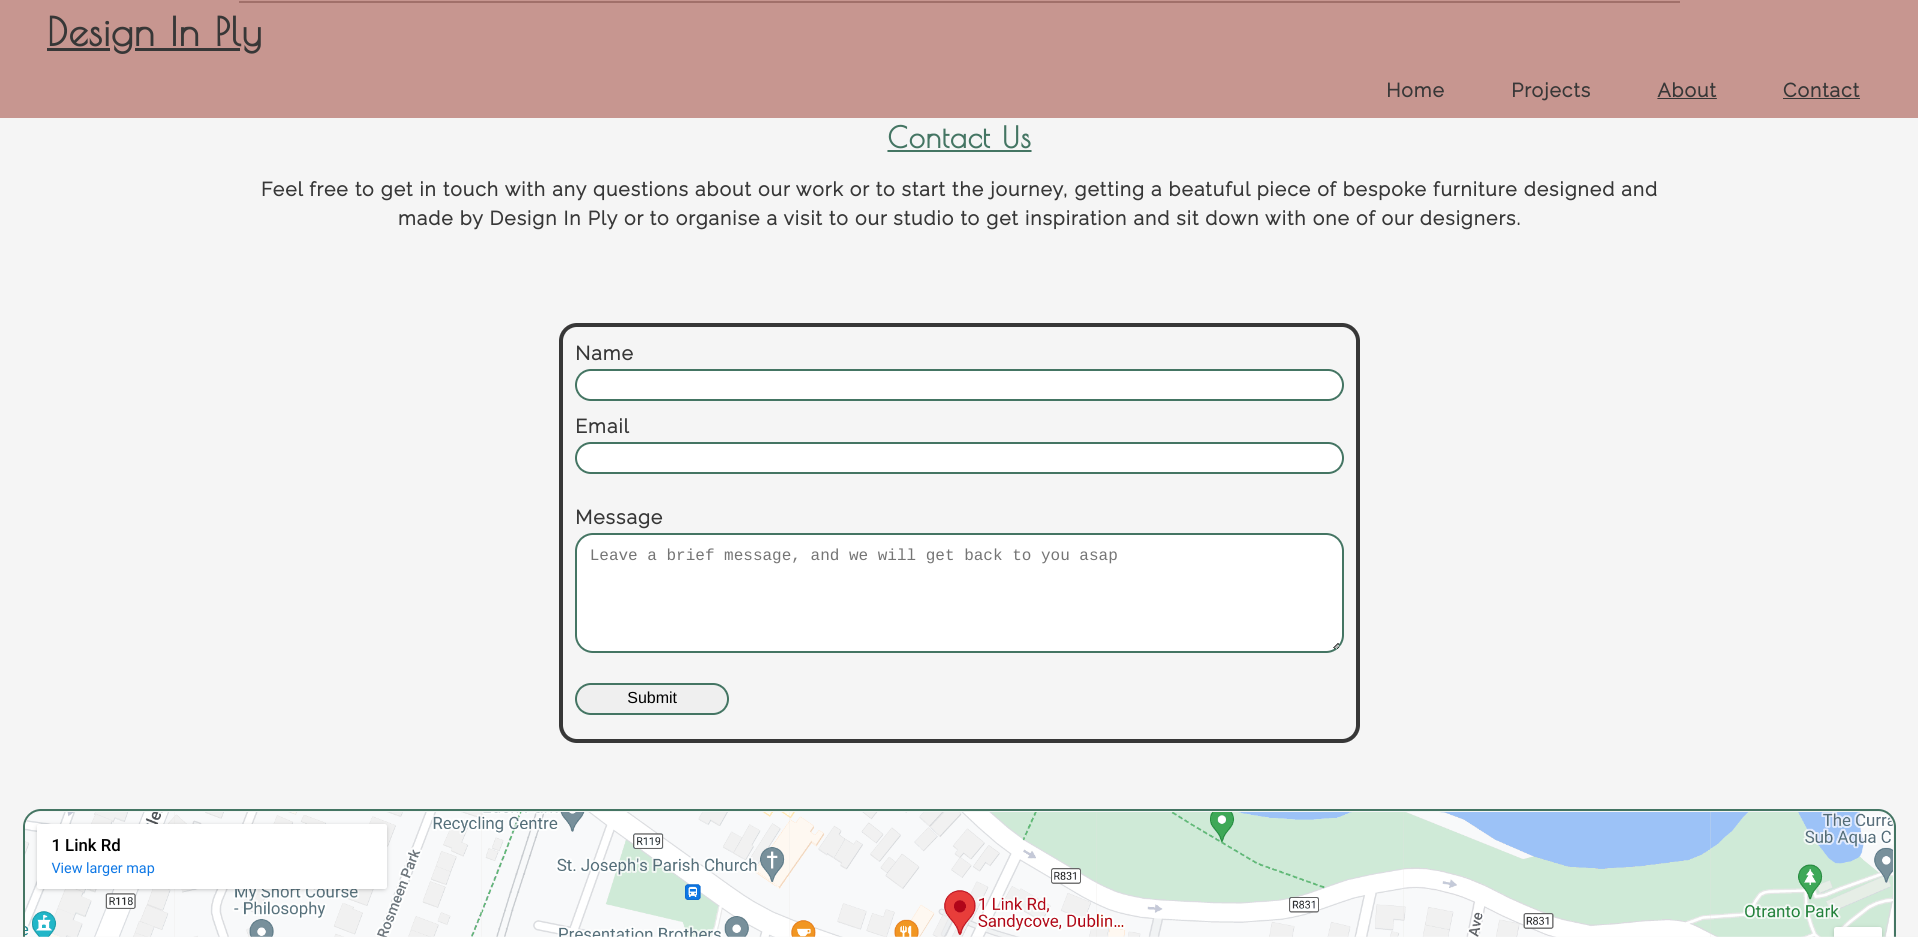 Design In Ply
Home
Projects
About
Contact
Contact Us
Feel free to get in touch with any questions about our work or to start the journey, getting a beatuful piece of bespoke furniture designed and
made by Design In Ply or to organise a visit to our studio to get inspiration and sit down with one of our designers.
Name
Email
Message
Leave a brief message, and we will get back to you asap
Submit
1 Link Rd
View larger map
Recycling Centre
R119
St. Joseph's Parish Church
R831
The Curra
Sub Aqua C
My Short Course
- Philosophy
R118
Rosmeen Park
1 Link Rd,
Sandycove, Dublin...
R831
R831
Otranto Park
Ave
Presentation Brothers